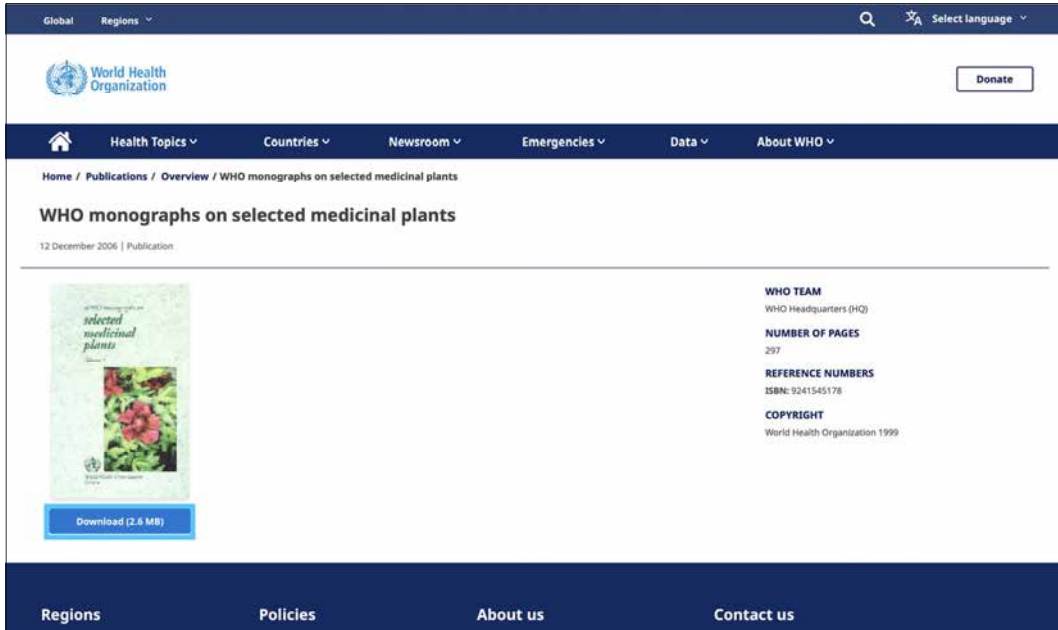 Global Regions
Select language
World Health
Organization
Donate
Health Topics Countries Newsroom Emergencies Data About WHO
Home / Publications / Overview / WHO monographs on selected medicinal plants
WHO monographs on selected medicinal plants
12 December 2006 | Publication
selected
medicinal
plants
Download (2.6 MB)
WHO TEAM
WHO Headquarters (HQ)
NUMBER OF PAGES
297
REFERENCE NUMBERS
ISBN: 9241545178
COPYRIGHT
World Health Organization 1999
Regions Policies About us Contact us